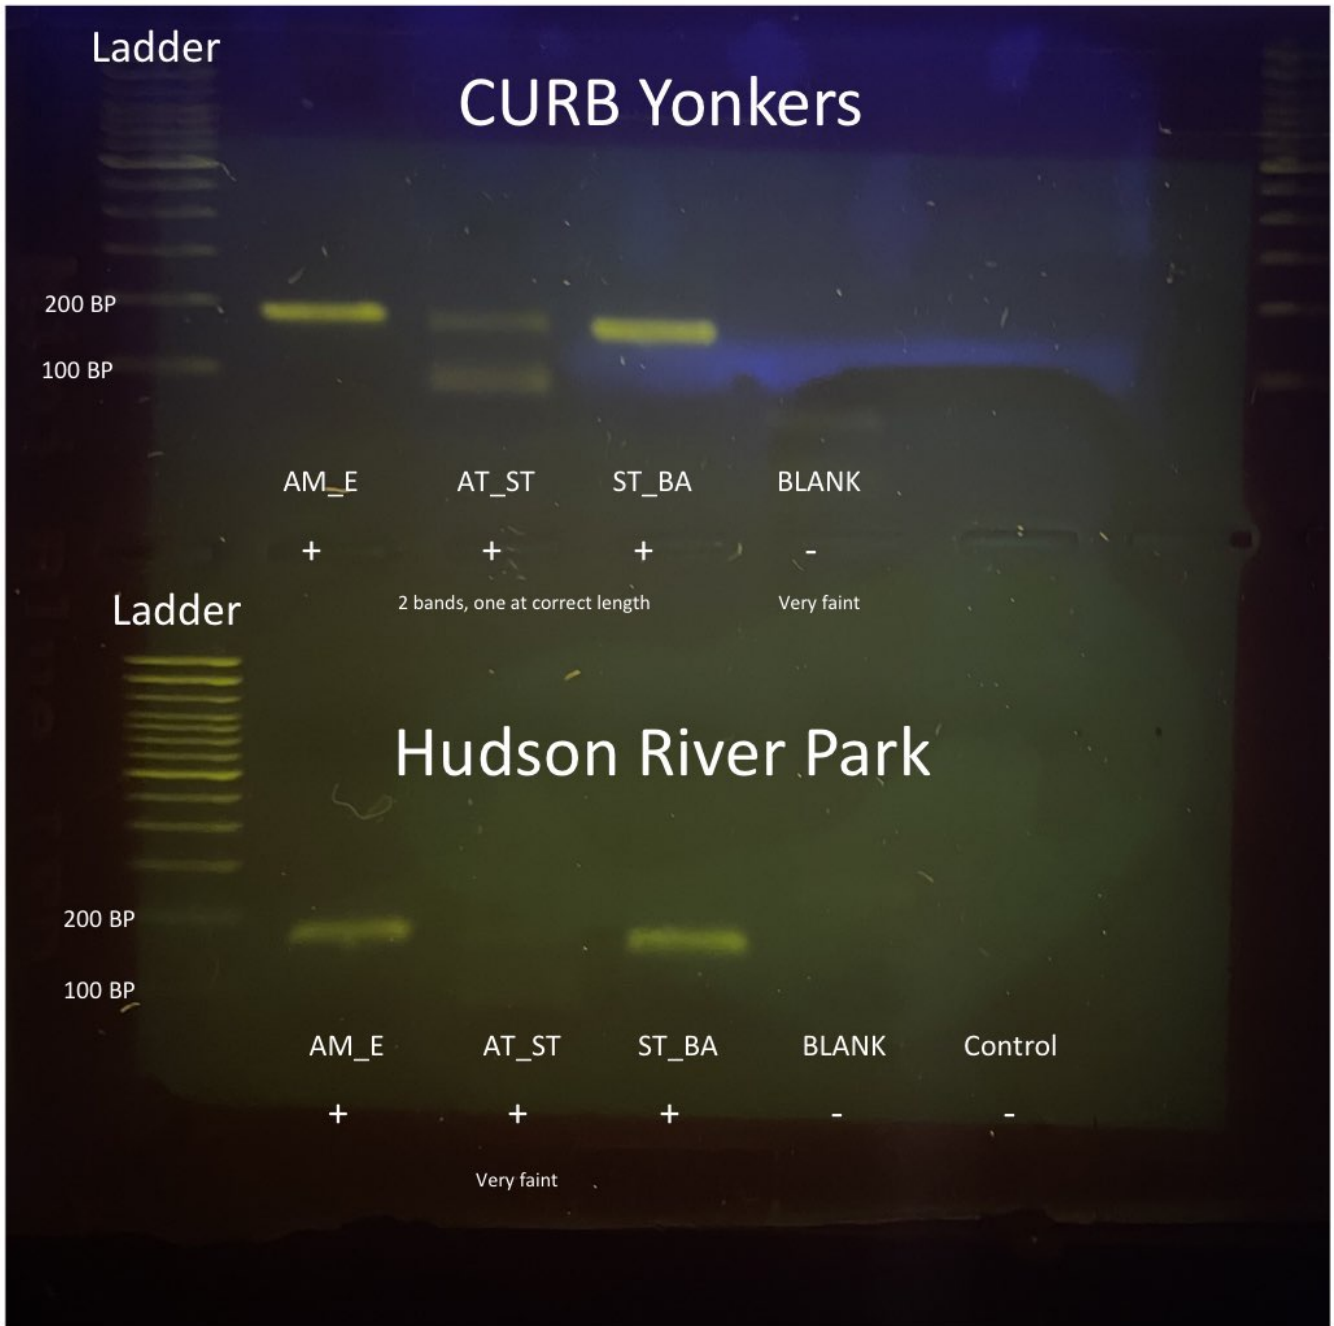 Ladder
CURB Yonkers
200 BP
100 BP
AM_E AT_ST ST_BA BLANK
+ + + -
2 bands, one at correct length Very faint
Ladder
Hudson River Park
200 BP
100 BP
AM_E AT_ST ST_BA BLANK Control
+ + + - -
Very faint